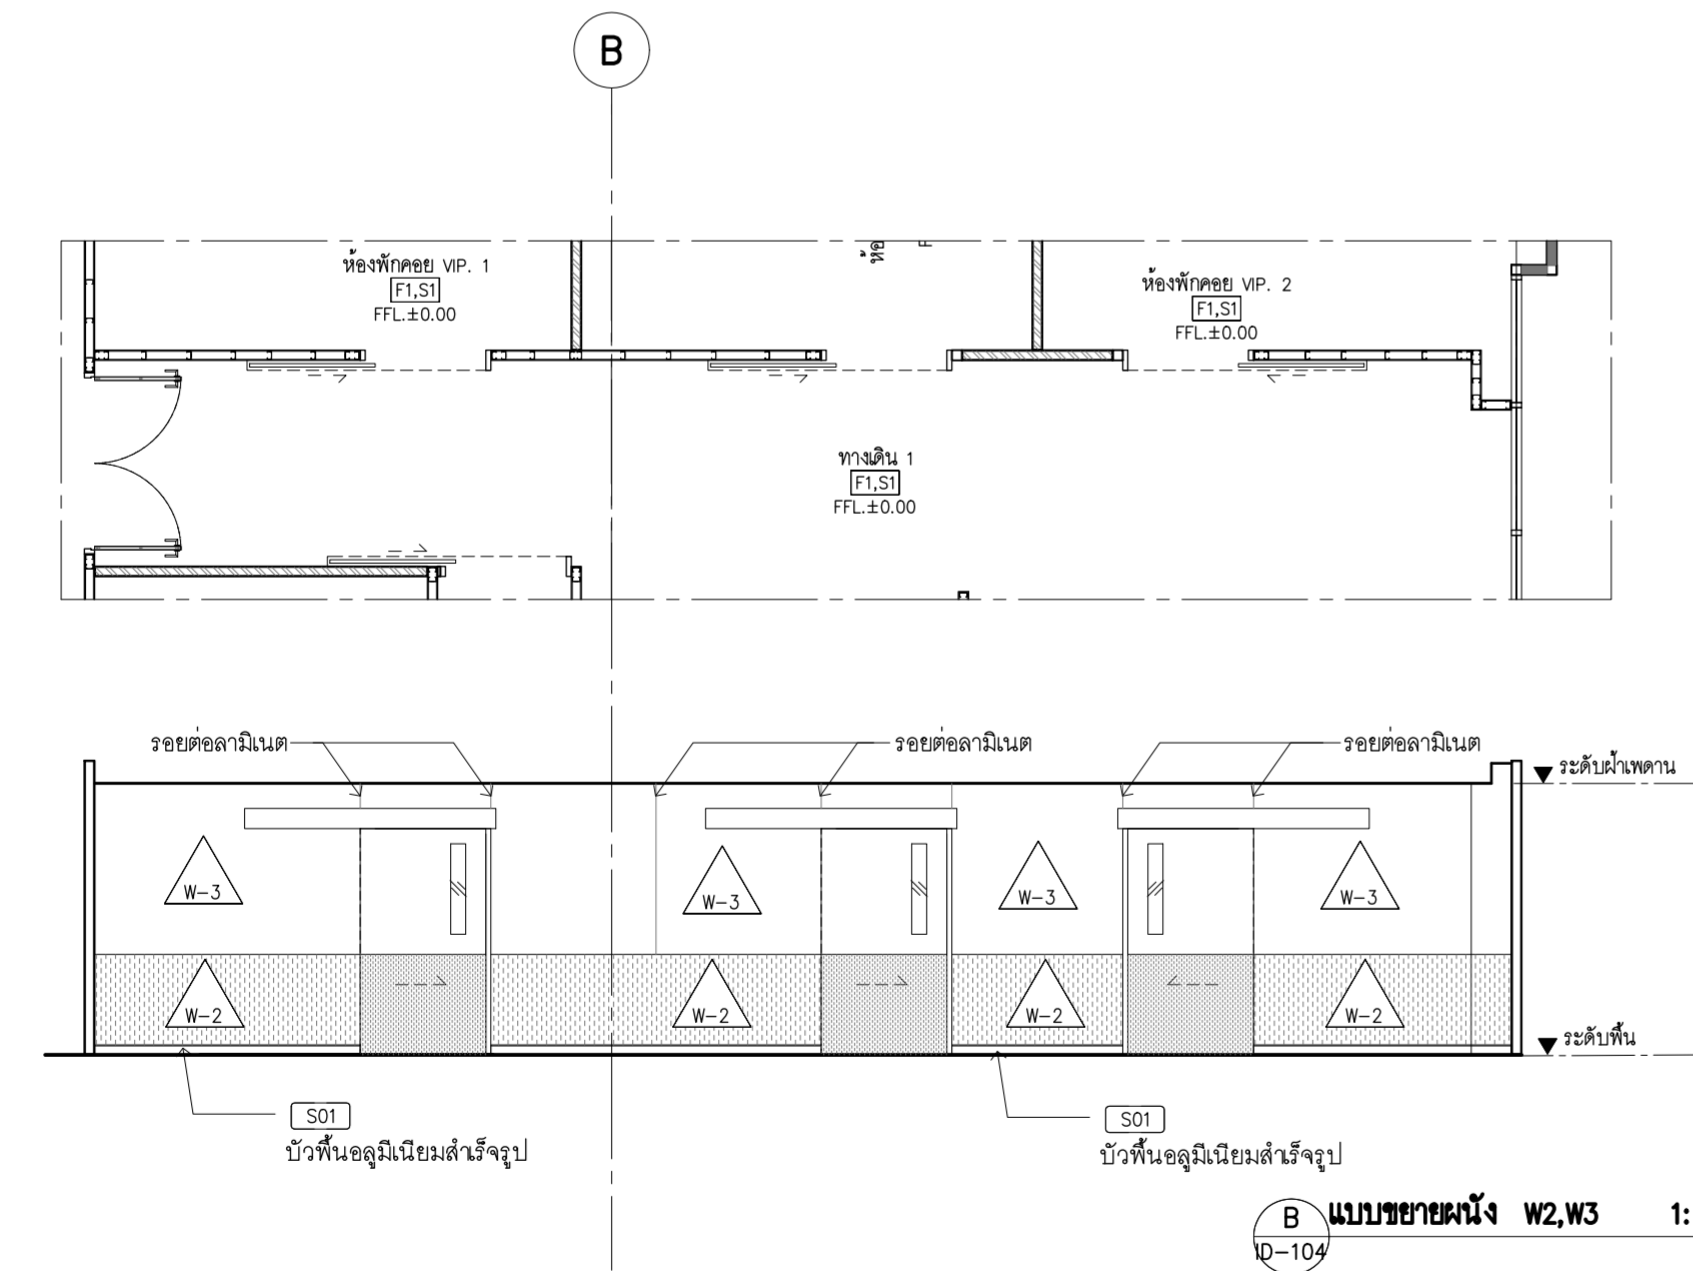 B
ห้องพักคอย VIP. 1
F1,S1
FFL.±0.00
ห้อ
F
ห้องพักคอย VIP. 2
F1,S1
FFL.±0.00
ทางเดิน 1
F1,S1
FFL.±0.00
รอยต่อลามิเนต
รอยต่อลามิเนต
รอยต่อลามิเนต
ระดับฝ้าเพดาน
W-3
W-3
W-3
W-3
W-2
W-2
W-2
W-2
ระดับพื้น
S01
บัวพื้นอลูมีเนียมสำเร็จรูป
S01
บัวพื้นอลูมีเนียมสำเร็จรูป
B แบบขยายผนัง W2,W3 1:
ID-104